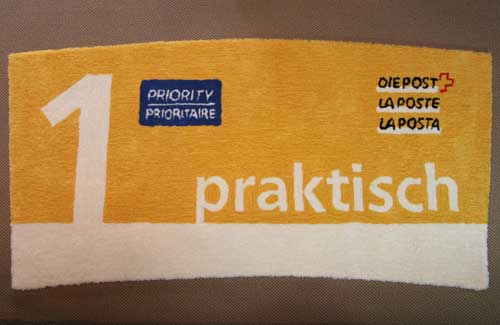 1
PRIORITY
PRIORITAIRE
DIE POST
LA POSTE
LA POSTA
praktisch